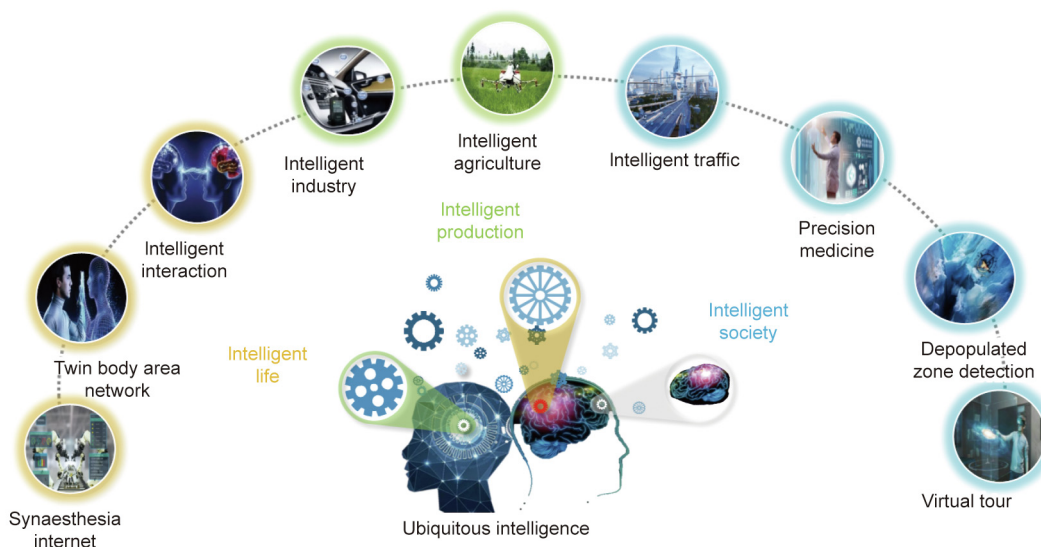 Intelligent
industry
Intelligent
agriculture
Intelligent traffic
Intelligent
interaction
Intelligent
production
Precision
medicine
Twin body area
network
Intelligent
life
Intelligent
society
Depopulated
zone detection
Synaesthesia
internet
Ubiquitous intelligence
Virtual tour